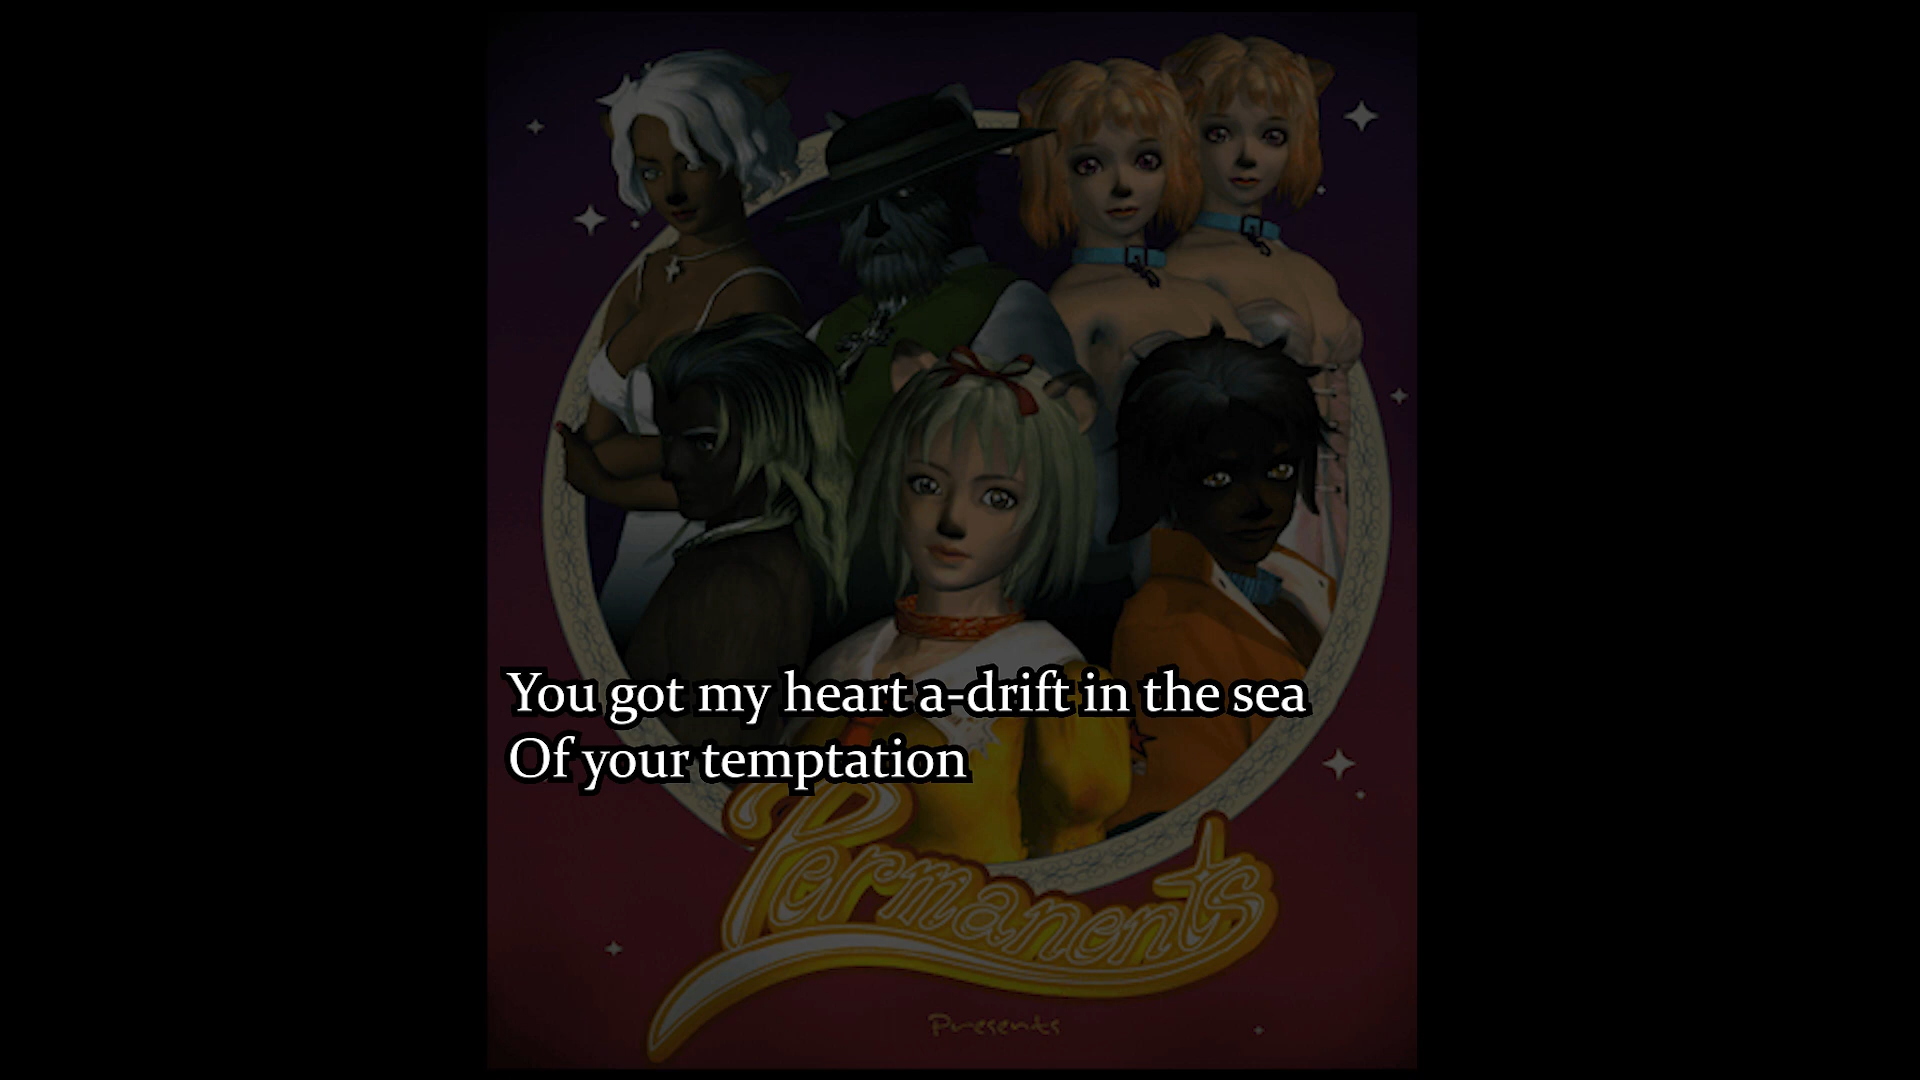 You got my heart a-drift in the sea
Of your temptation
Permanents
Presents